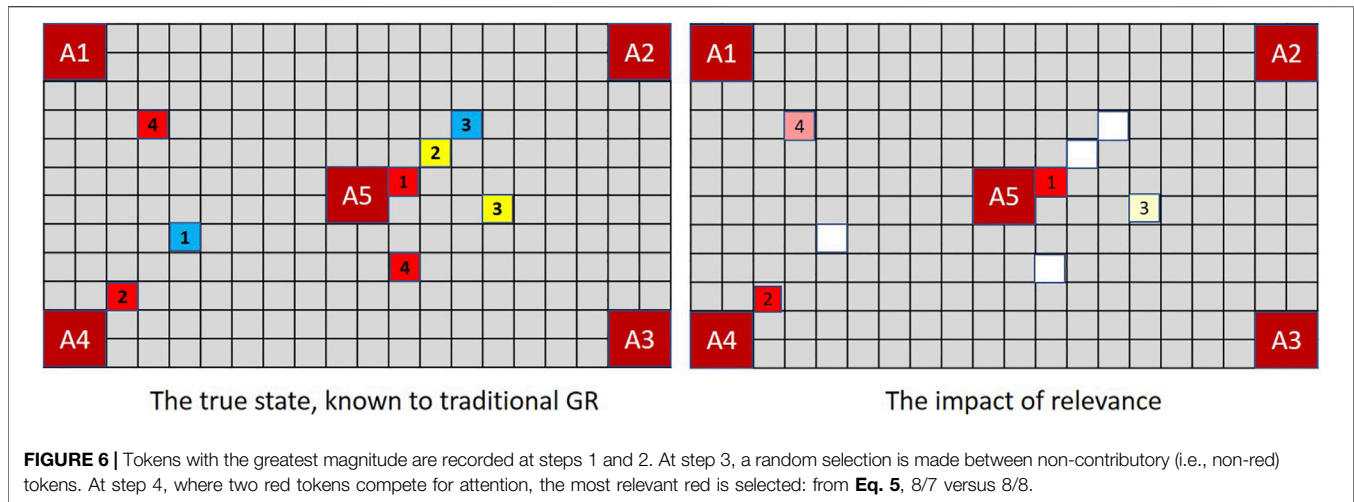 A1 A2 A1 A2
4 3 4
2
A5 1 A5 1
3 3
1
4
2 2
A4 A3 A4 A3
The true state, known to traditional GR The impact of relevance
FIGURE 6 | Tokens with the greatest magnitude are recorded at steps 1 and 2. At step 3, a random selection is made between non-contributory (i.e., non-red)
tokens. At step 4, where two red tokens compete for attention, the most relevant red is selected: from Eq. 5, 8/7 versus 8/8.